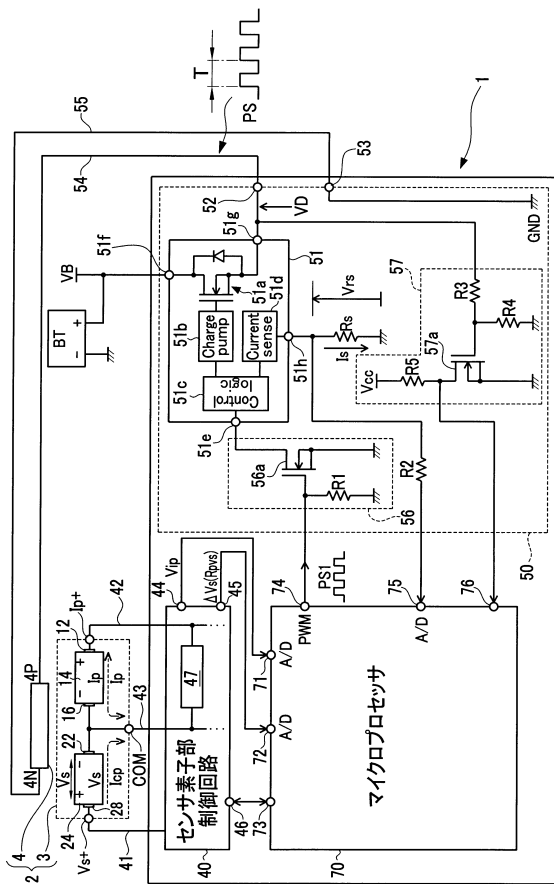 T
PS
55
54
1
52
53
VD
51g
51f
VB
BT
+
−
51
51a
51d
51b
Charge pump
Current sense
51c
Control logic
51h
51e
Vrs
Is
Rs
GND
57
R3
R4
57a
R5
Vcc
R2
56a
R1
56
50
4P
4N
4
3
2
Ip+
12
14
−
+
16
Ip
Ip
42
22
43
COM
Vs
−
+
Vs
Icp
24
28
Vs+
41
44
Vip
ΔVs(Rpvs)
45
47
センサ素子部
制御回路
46
40
71
A/D
72
A/D
73
74
PWM
PS1
75
A/D
76
マイクロプロセッサ
70